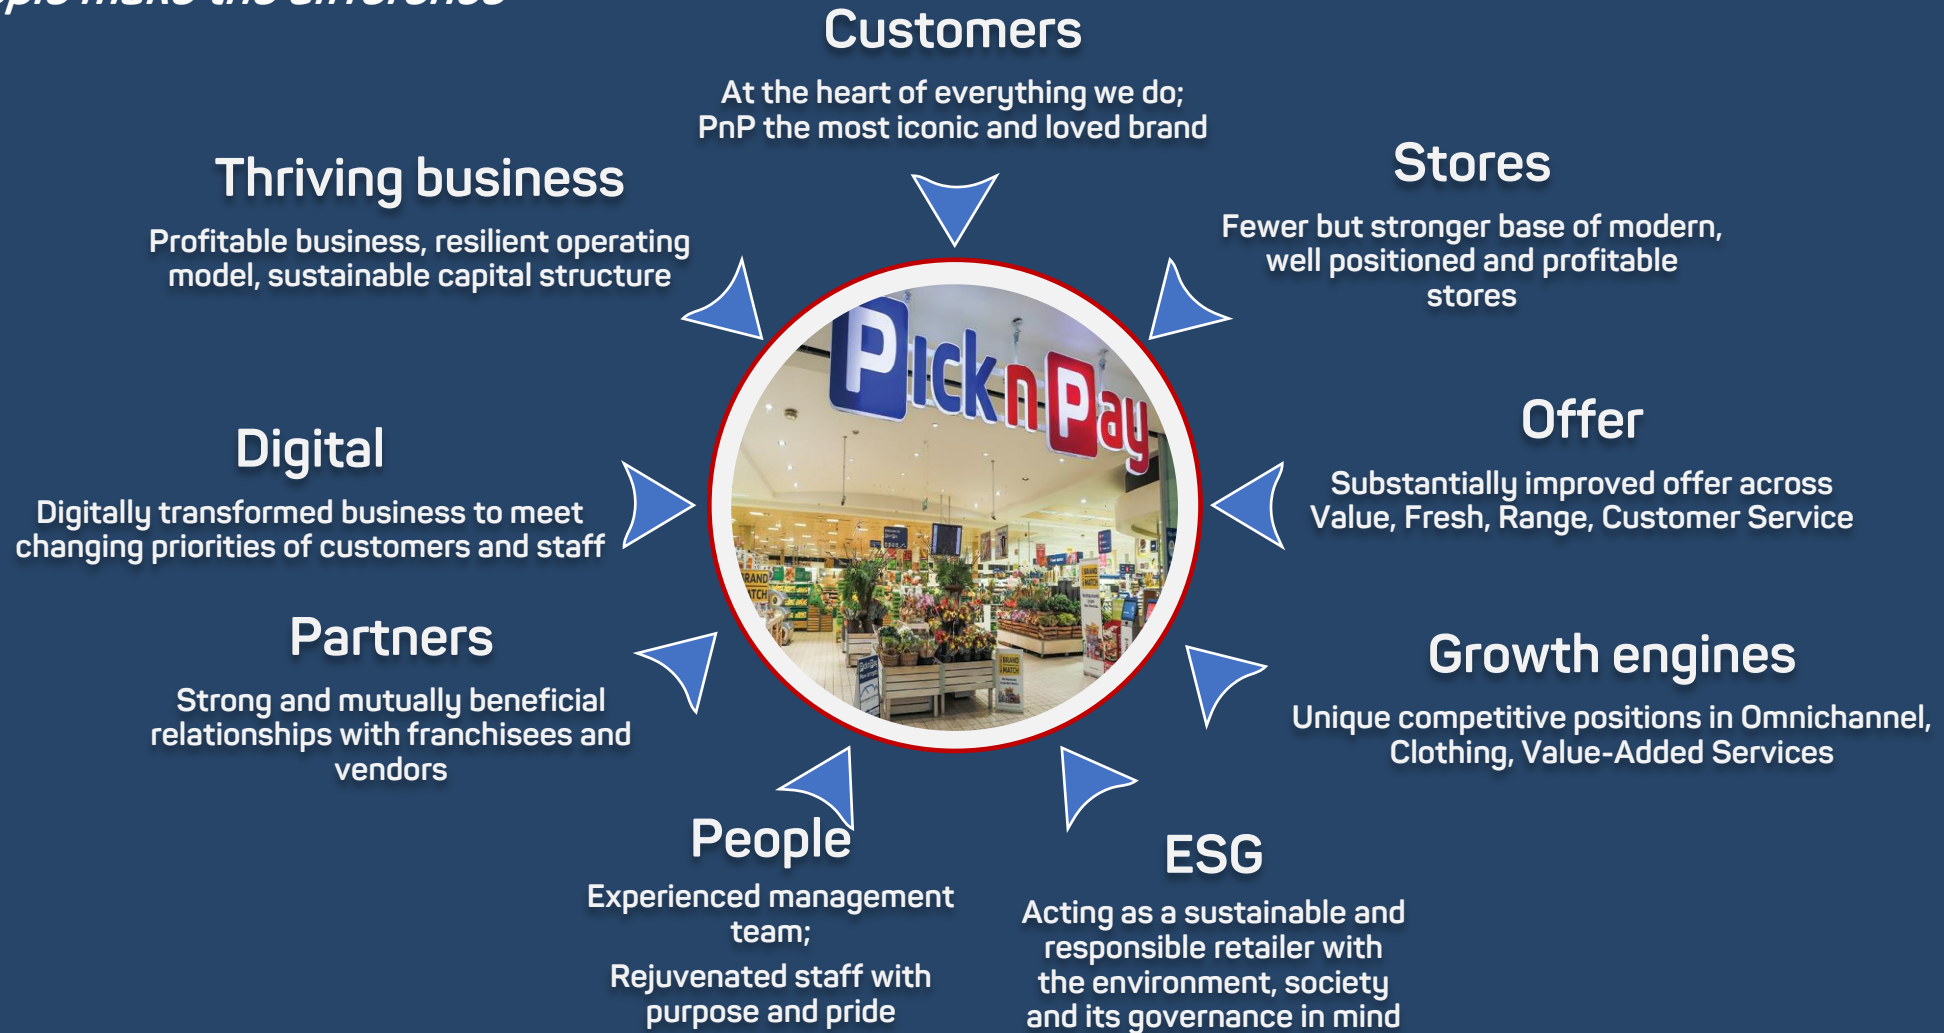 make the difference
Customers
At the heart of everything we do;
PnP the most iconic and loved brand
Stores
Fewer but stronger base of modern,
well positioned and profitable
stores
Offer
Substantially improved offer across
Value, Fresh, Range, Customer Service
Growth engines
Unique competitive positions in Omnichannel,
Clothing, Value-Added Services
ESG
Acting as a sustainable and
responsible retailer with
the environment, society
and its governance in mind
People
Experienced management
team;
Rejuvenated staff with
purpose and pride
Partners
Strong and mutually beneficial
relationships with franchisees and
vendors
Digital
Digitally transformed business to meet
changing priorities of customers and staff
Thriving business
Profitable business, resilient operating
model, sustainable capital structure
Pick n Pay
BRAND
MATCH